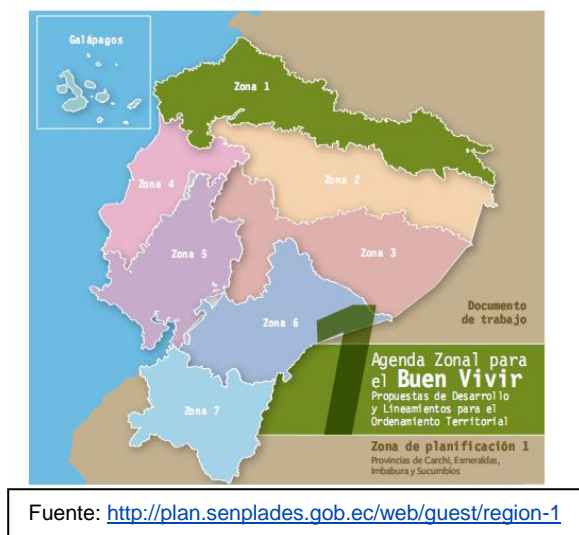 Galápagos
Zona 1
Zona 2
Zona 4
Zona 5
Zona 3
Zona 6
Zona 7
Documento
de trabajo
1
Agenda Zonal para
el Buen Vivir
Propuestas de Desarrollo
y Lineamientos para el
Ordenamiento Territorial
Zona de planificación 1
Provincias de Carchi, Esmeraldas,
Imbabura y Sucumbíos
Fuente: http://plan.senplades.gob.ec/web/guest/region-1